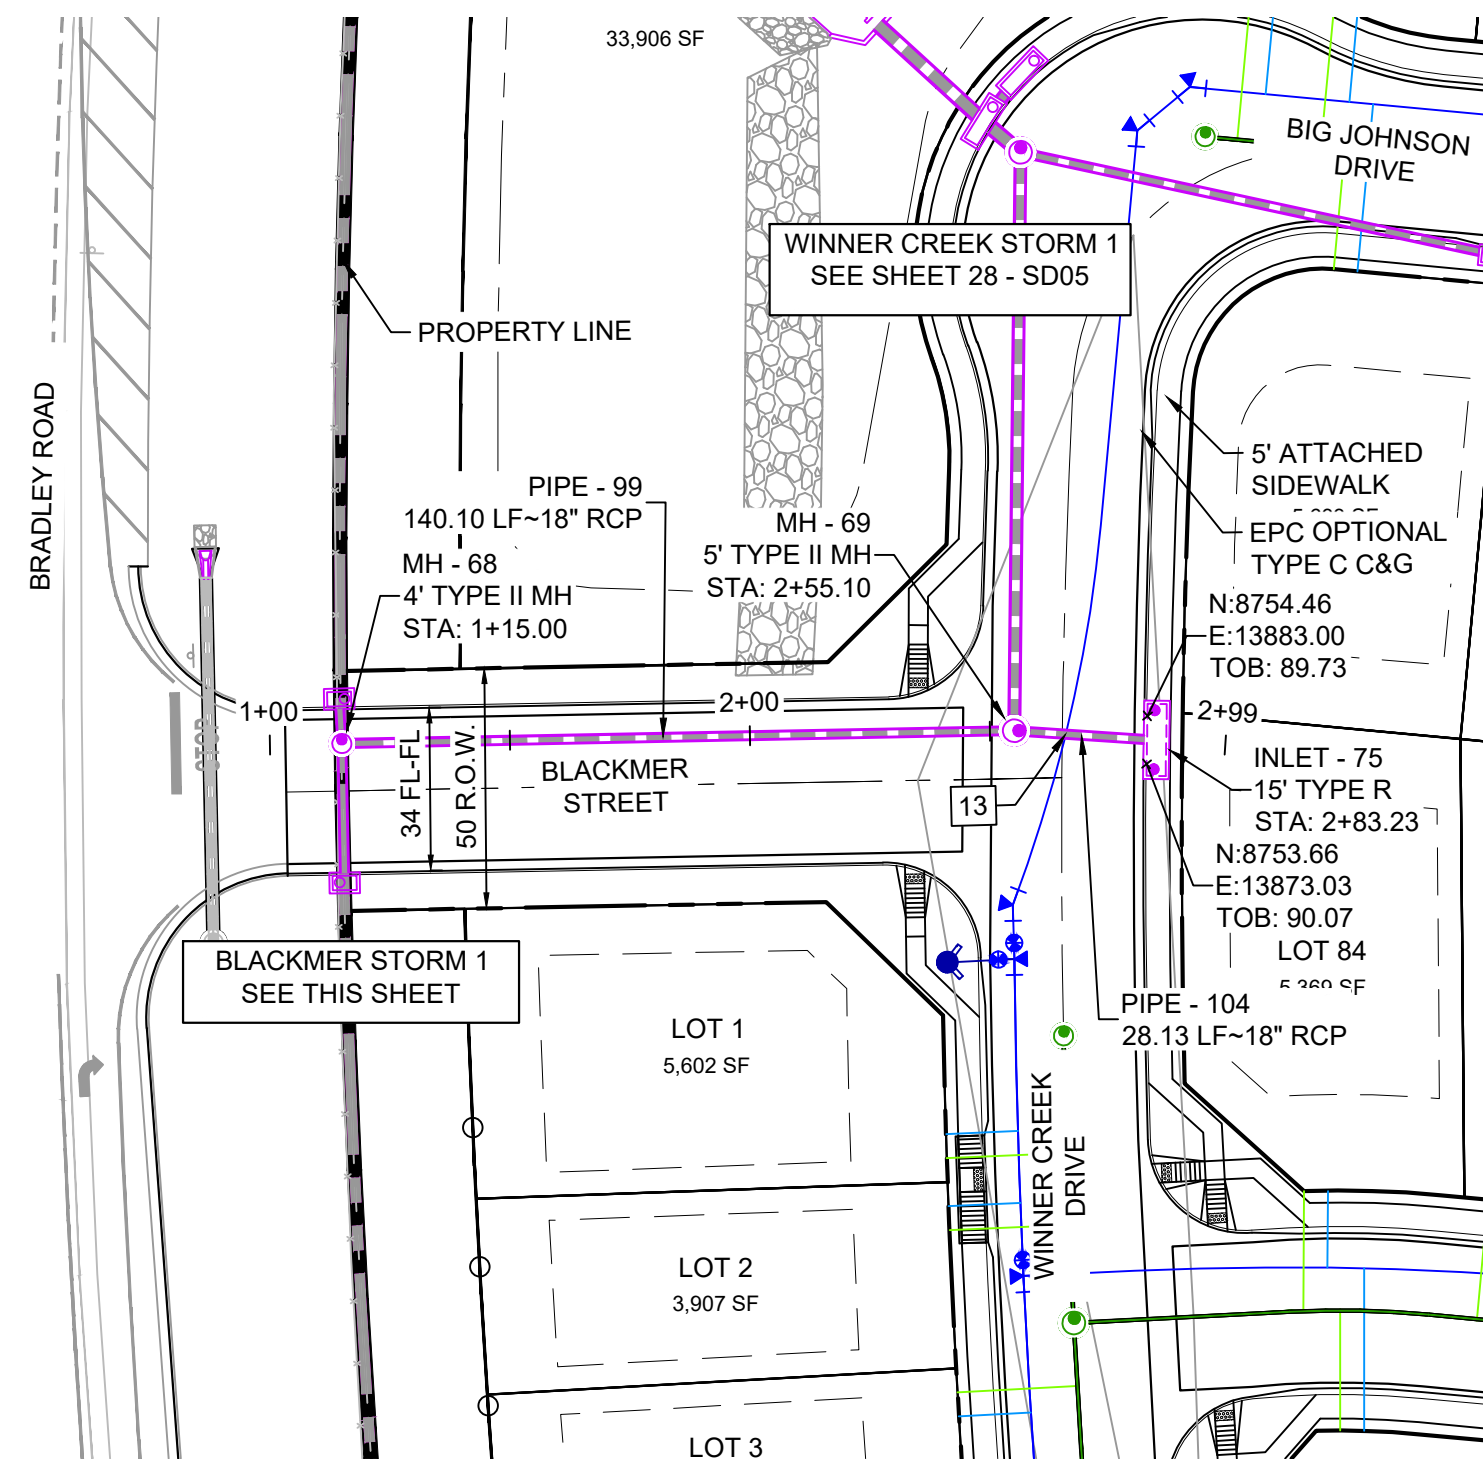 33,906 SF
BIG JOHNSON
DRIVE
WINNER CREEK STORM 1
SEE SHEET 28 - SD05
PROPERTY LINE
BRADLEY ROAD
5' ATTACHED
SIDEWALK
EPC OPTIONAL
TYPE C C&G
PIPE - 99
140.10 LF~18" RCP
MH - 68
4' TYPE II MH
STA: 1+15.00
MH - 69
5' TYPE II MH
STA: 2+55.10
N:8754.46
E:13883.00
TOB: 89.73
1+00
2+00
2+99
STOP
34 FL-FL
50 R.O.W.
BLACKMER
STREET
13
INLET - 75
15' TYPE R
STA: 2+83.23
N:8753.66
E:13873.03
TOB: 90.07
LOT 84
5,369 SF
BLACKMER STORM 1
SEE THIS SHEET
PIPE - 104
28.13 LF~18" RCP
LOT 1
5,602 SF
WINNER CREEK
DRIVE
LOT 2
3,907 SF
LOT 3